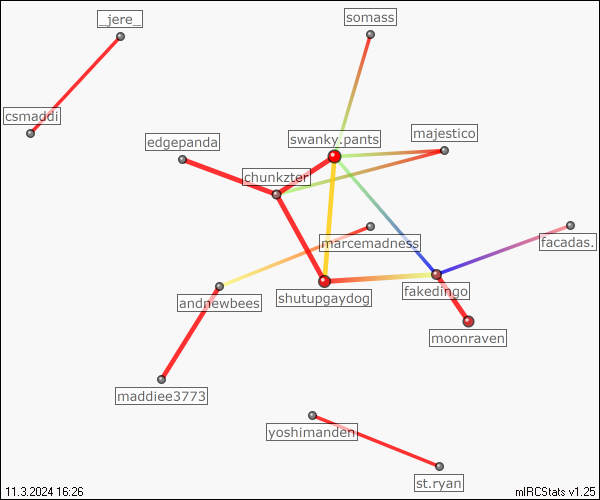 _jere_
somass
csmaddi
edgepanda
swanky.pants
majestico
chunkzter
marcemadness
facadas.
andnewbees
shutupgaydog
fakedingo
moonraven
maddiee3773
yoshimanden
st.ryan
11.3.2024 16:26
mIRCStats v1.25